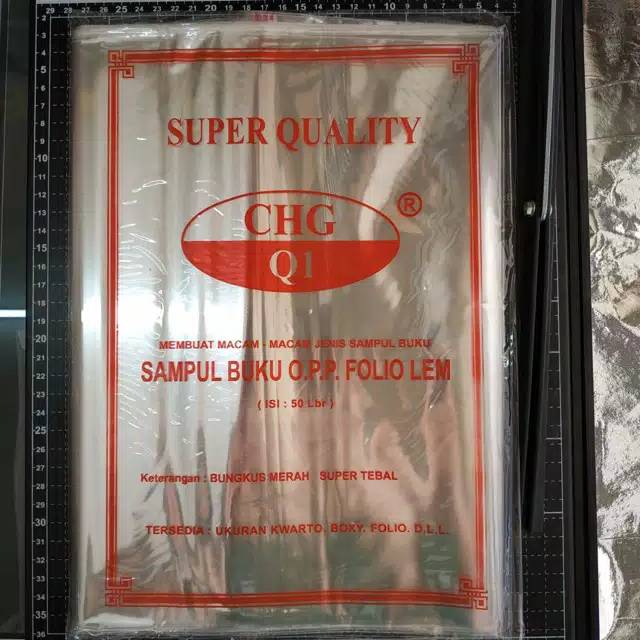 SUPER QUALITY
CHG ®
Q1
MEMBUAT MACAM - MACAM JENIS SAMPUL BUKU
SAMPUL BUKU O.P.P. FOLIO LEM
( ISI : 50 Lbr )
Keterangan : BUNGKUS MERAH SUPER TEBAL
TERSEDIA : UKURAN KWARTO. BOXY. FOLIO. D.L.L.